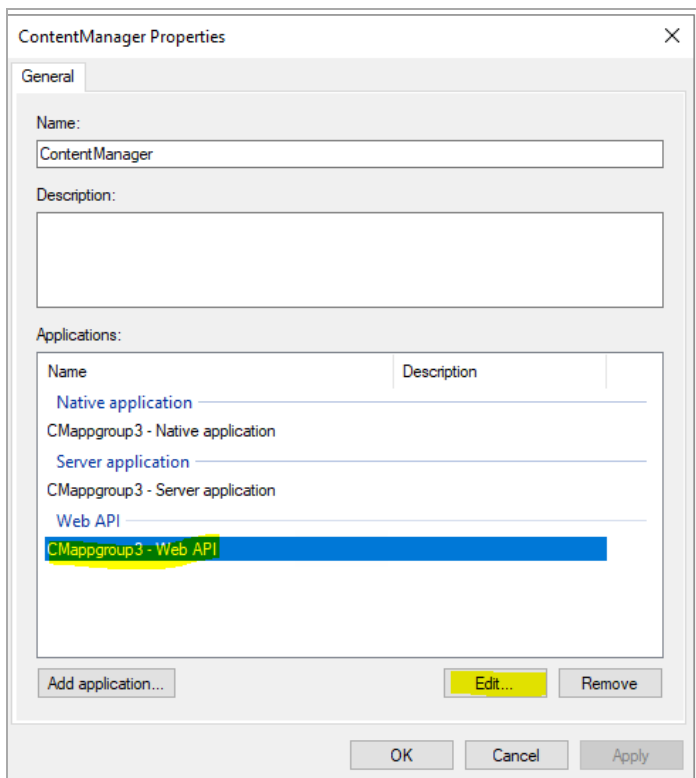 ContentManager Properties
General
Name:
ContentManager
Description:
Applications:
Name Description
Native application
CMappgroup3 - Native application
Server application
CMappgroup3 - Server application
Web API
CMappgroup3 - Web API
Add application... Edit... Remove
OK Cancel Apply